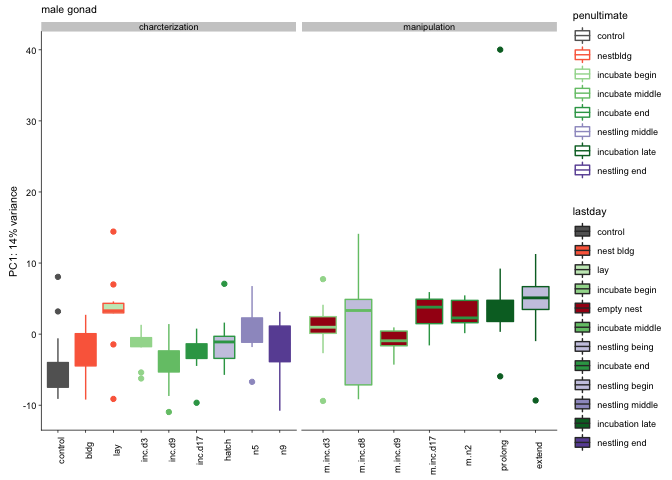 male gonad
charcterization
manipulation
PC1: 14% variance
40
30
20
10
0
-10
control
bldg
lay
inc.d3
inc.d9
inc.d17
hatch
n5
n9
m.inc.d3
m.inc.d8
m.inc.d9
m.inc.d17
m.n2
prolong
extend
penultimate
control
nestbldg
incubate begin
incubate middle
incubate end
nestling middle
incubation late
nestling end
lastday
control
nest bldg
lay
incubate begin
empty nest
incubate middle
nestling being
incubate end
nestling begin
nestling middle
incubation late
nestling end